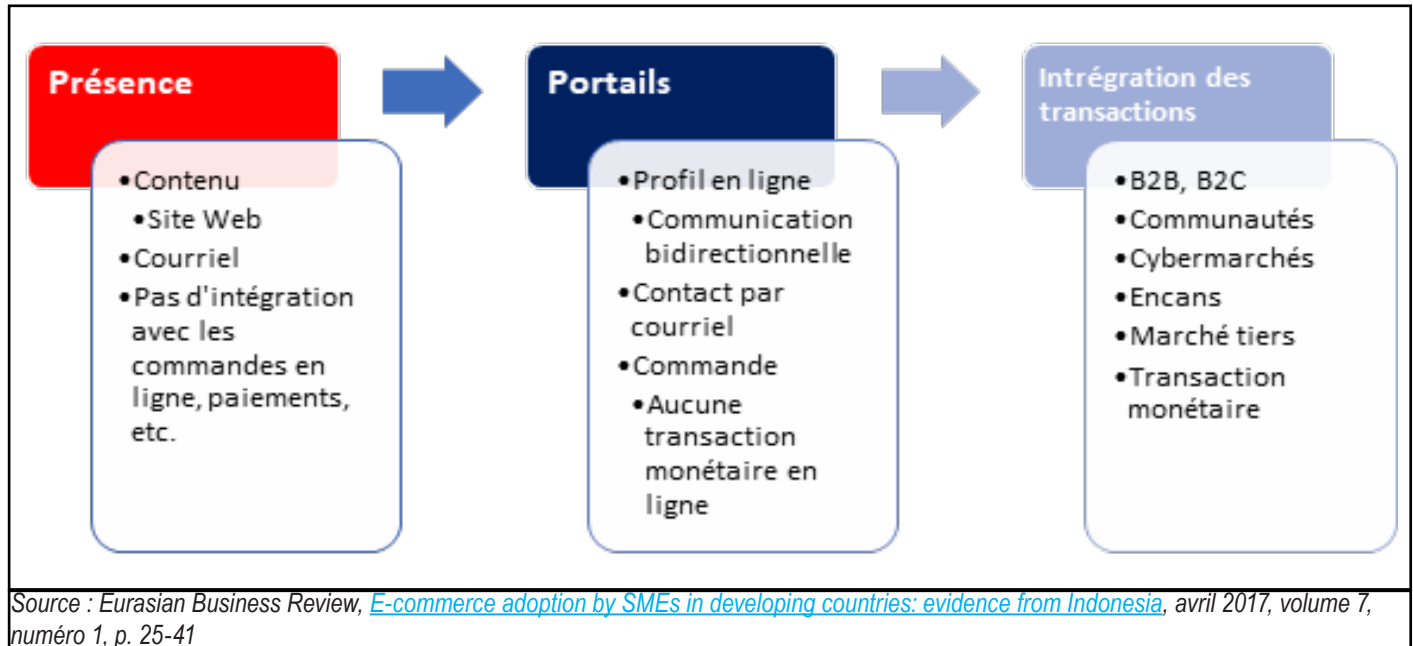 Présence
•Contenu
•Site Web
•Courriel
•Pas d'intégration
avec les
commandes en
ligne, paiements,
etc.
Portails
•Profil en ligne
•Communication
bidirectionnelle
•Contact par
courriel
•Commande
•Aucune
transaction
monétaire en
ligne
Intrégration des
transactions
•B2B, B2C
•Communautés
•Cybermarchés
•Encans
•Marché tiers
•Transaction
monétaire
Source : Eurasian Business Review, E-commerce adoption by SMEs in developing countries: evidence from Indonesia, avril 2017, volume 7,
numéro 1, p. 25-41